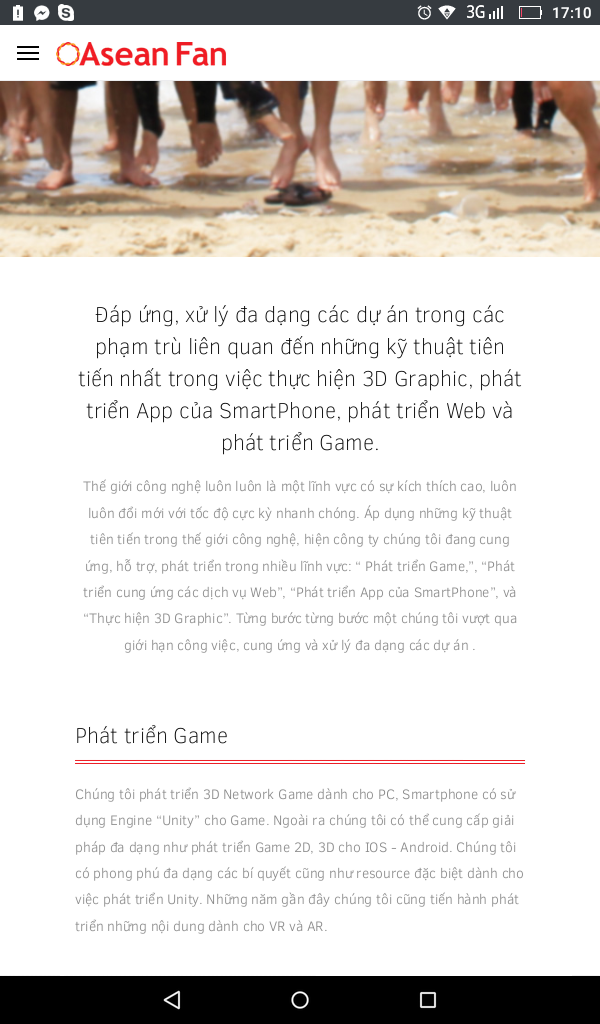 3G 17:10
Asean Fan
Đáp ứng, xử lý đa dạng các dự án trong các
phạm trù liên quan đến những kỹ thuật tiên
tiến nhất trong việc thực hiện 3D Graphic, phát
triển App của SmartPhone, phát triển Web và
phát triển Game.
Thế giới công nghệ luôn luôn là một lĩnh vực có sự kích thích cao, luôn
luôn đổi mới với tốc độ cực kỳ nhanh chóng. Áp dụng những kỹ thuật
tiên tiến trong thế giới công nghệ, hiện công ty chúng tôi đang cung
ứng, hỗ trợ, phát triển trong nhiều lĩnh vực: “ Phát triển Game,”, “Phát
triển cung ứng các dịch vụ Web”, “Phát triển App của SmartPhone”, và
“Thực hiện 3D Graphic”. Từng bước từng bước một chúng tôi vượt qua
giới hạn công việc, cung ứng và xử lý đa dạng các dự án .
Phát triển Game
Chúng tôi phát triển 3D Network Game dành cho PC, Smartphone có sử
dụng Engine “Unity” cho Game. Ngoài ra chúng tôi có thể cung cấp giải
pháp đa dạng như phát triển Game 2D, 3D cho IOS - Android. Chúng tôi
có phong phú đa dạng các bí quyết cũng như resource đặc biệt dành cho
việc phát triển Unity. Những năm gần đây chúng tôi cũng tiến hành phát
triển những nội dung dành cho VR và AR.